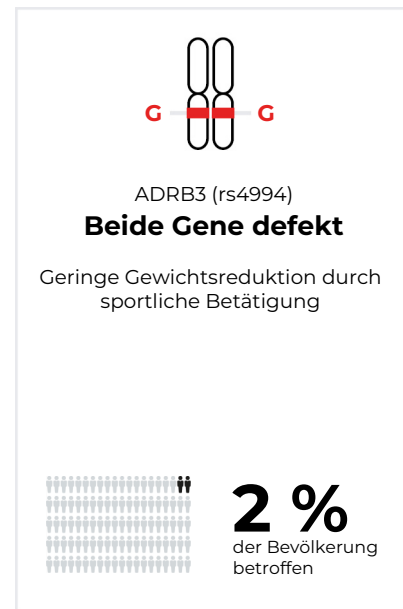 G G
ADRB3 (rs4994)
Beide Gene defekt
Geringe Gewichtsreduktion durch
sportliche Betätigung
2 %
der Bevölkerung
betroffen